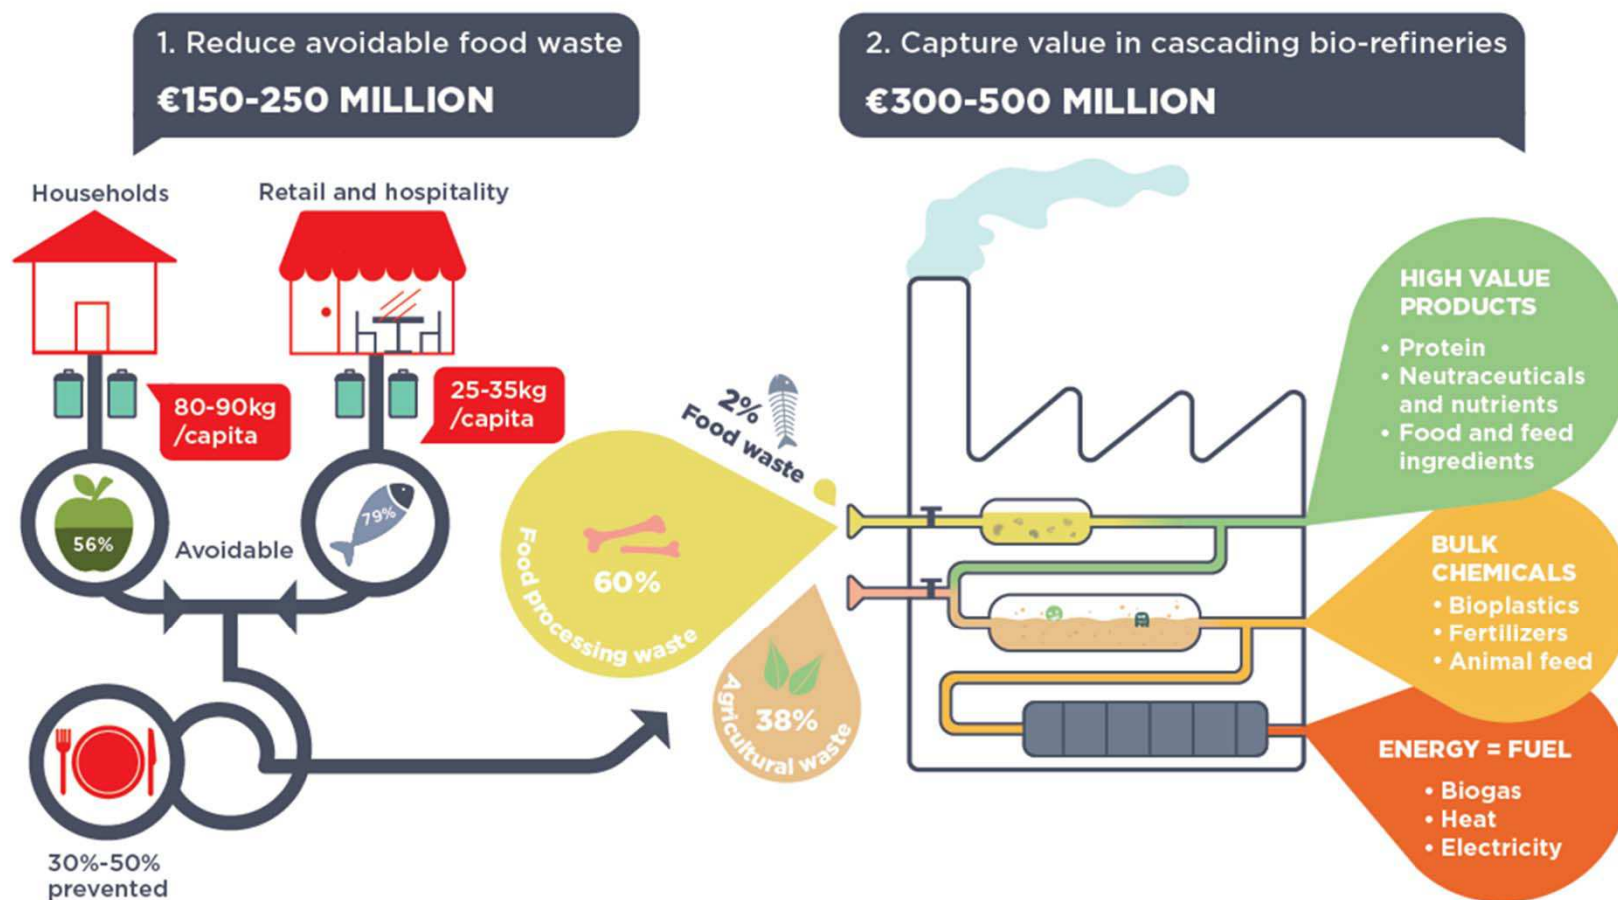 1. Reduce avoidable food waste
€150-250 MILLION
2. Capture value in cascading bio-refineries
€300-500 MILLION
Households
Retail and hospitality
80-90kg
/capita
25-35kg
/capita
56%
Avoidable
79%
30%-50%
prevented
2%
Food waste
60%
Food processing waste
38%
Agricultural waste
HIGH VALUE
PRODUCTS
• Protein
• Neutraceuticals
and nutrients
• Food and feed
ingredients
BULK
CHEMICALS
• Bioplastics
• Fertilizers
• Animal feed
ENERGY = FUEL
• Biogas
• Heat
• Electricity